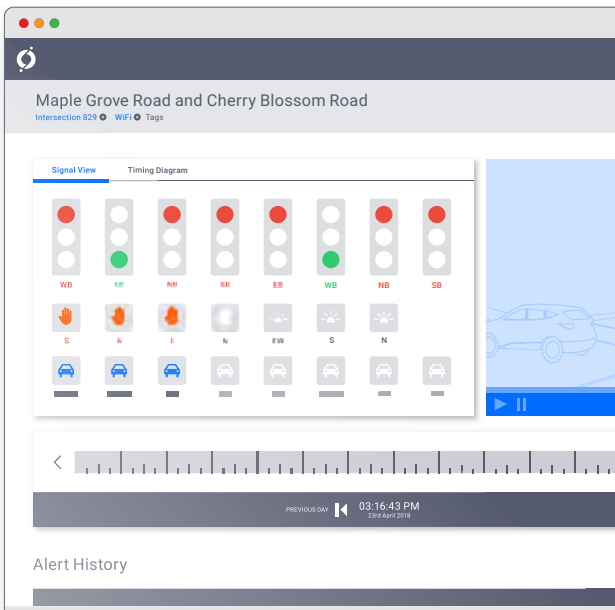 Maple Grove Road and Cherry Blossom Road
Intersection 829 WiFi Tags
Signal View Timing Diagram
WB WB NB SB
S N EW S N
PREVIOUS DAY 03:16:43 PM
23rd April 2018
Alert History